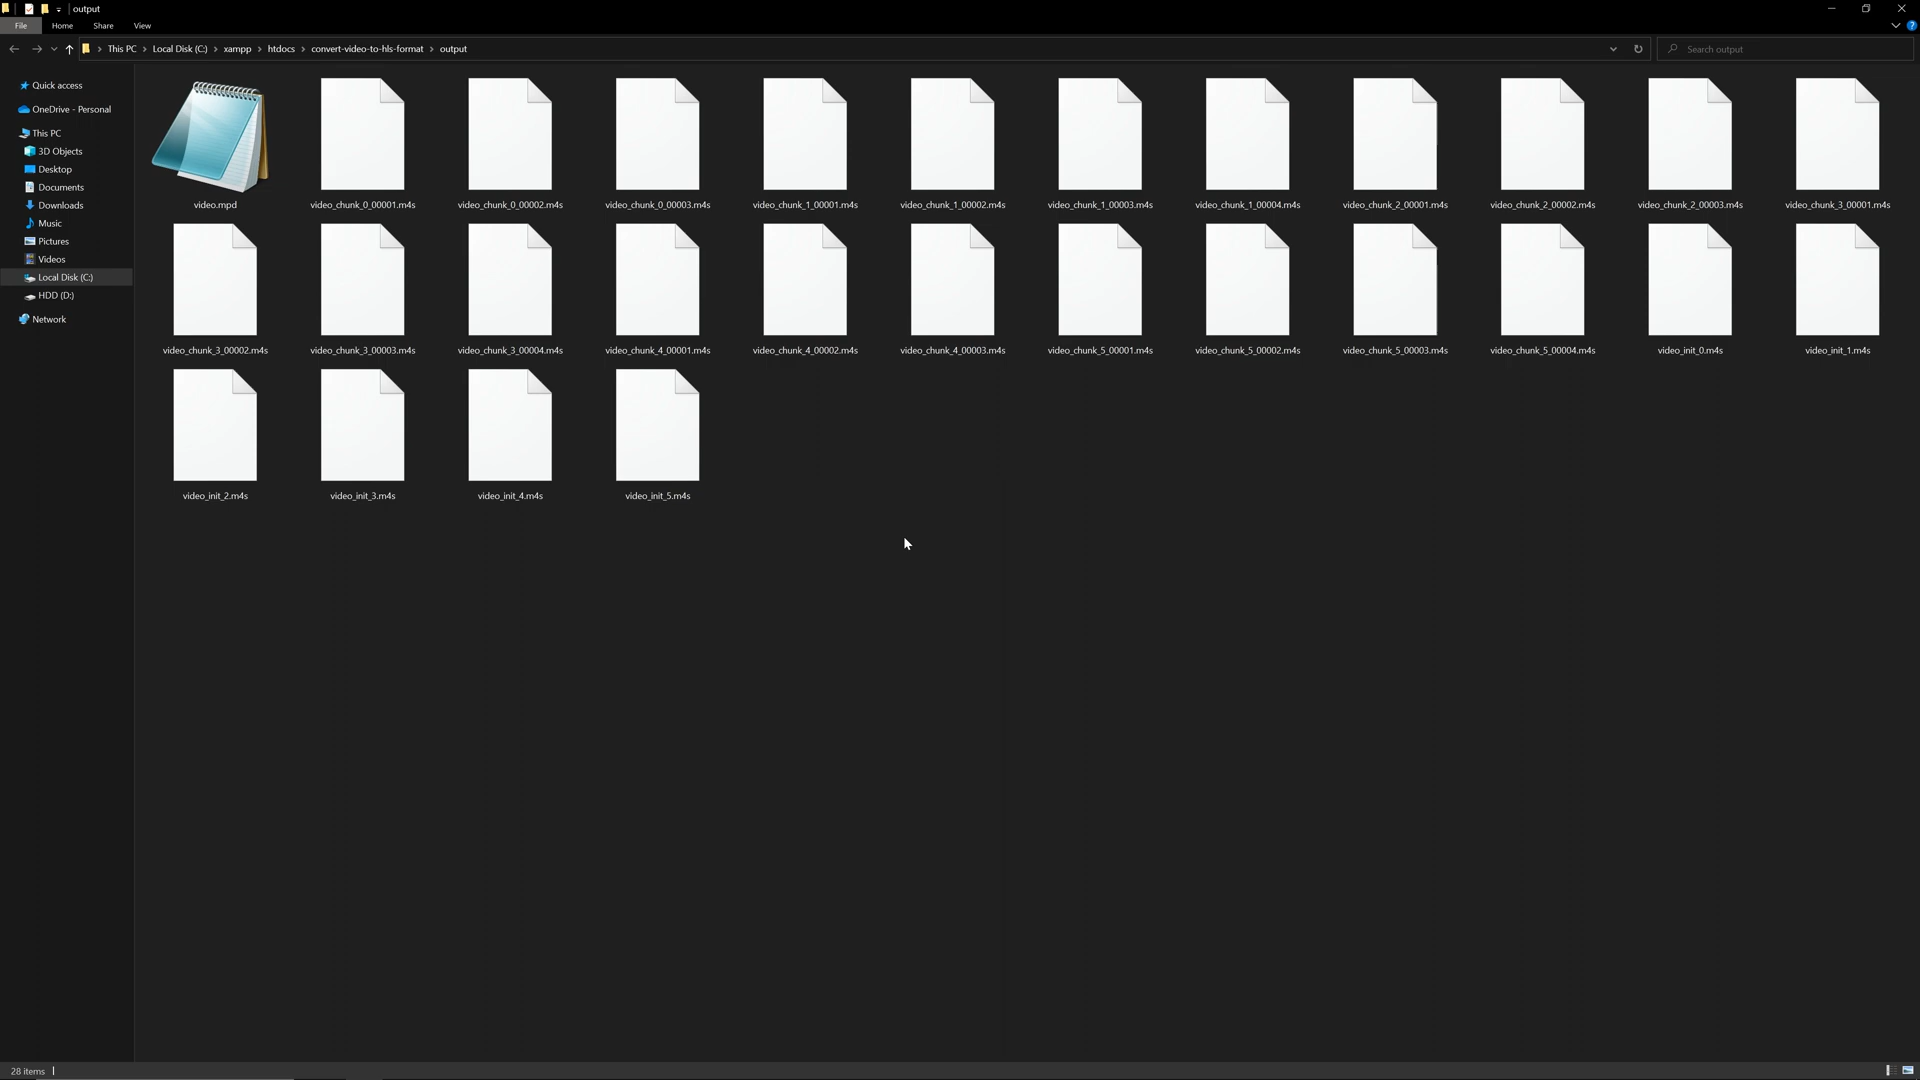 output
File Home Share View
This PC Local Disk (C:) xampp htdocs convert-video-to-hls-format output
Search output
Quick access
OneDrive - Personal
This PC
3D Objects
Desktop
Documents
Downloads
Music
Pictures
Videos
Local Disk (C:)
HDD (D:)
Network
video.mpd video_chunk_0_00001.m4s video_chunk_0_00002.m4s video_chunk_0_00003.m4s video_chunk_1_00001.m4s video_chunk_1_00002.m4s video_chunk_1_00003.m4s video_chunk_1_00004.m4s video_chunk_2_00001.m4s video_chunk_2_00002.m4s video_chunk_2_00003.m4s video_chunk_3_00001.m4s
video_chunk_3_00002.m4s video_chunk_3_00003.m4s video_chunk_3_00004.m4s video_chunk_4_00001.m4s video_chunk_4_00002.m4s video_chunk_4_00003.m4s video_chunk_5_00001.m4s video_chunk_5_00002.m4s video_chunk_5_00003.m4s video_chunk_5_00004.m4s video_init_0.m4s video_init_1.m4s
video_init_2.m4s video_init_3.m4s video_init_4.m4s video_init_5.m4s
28 items